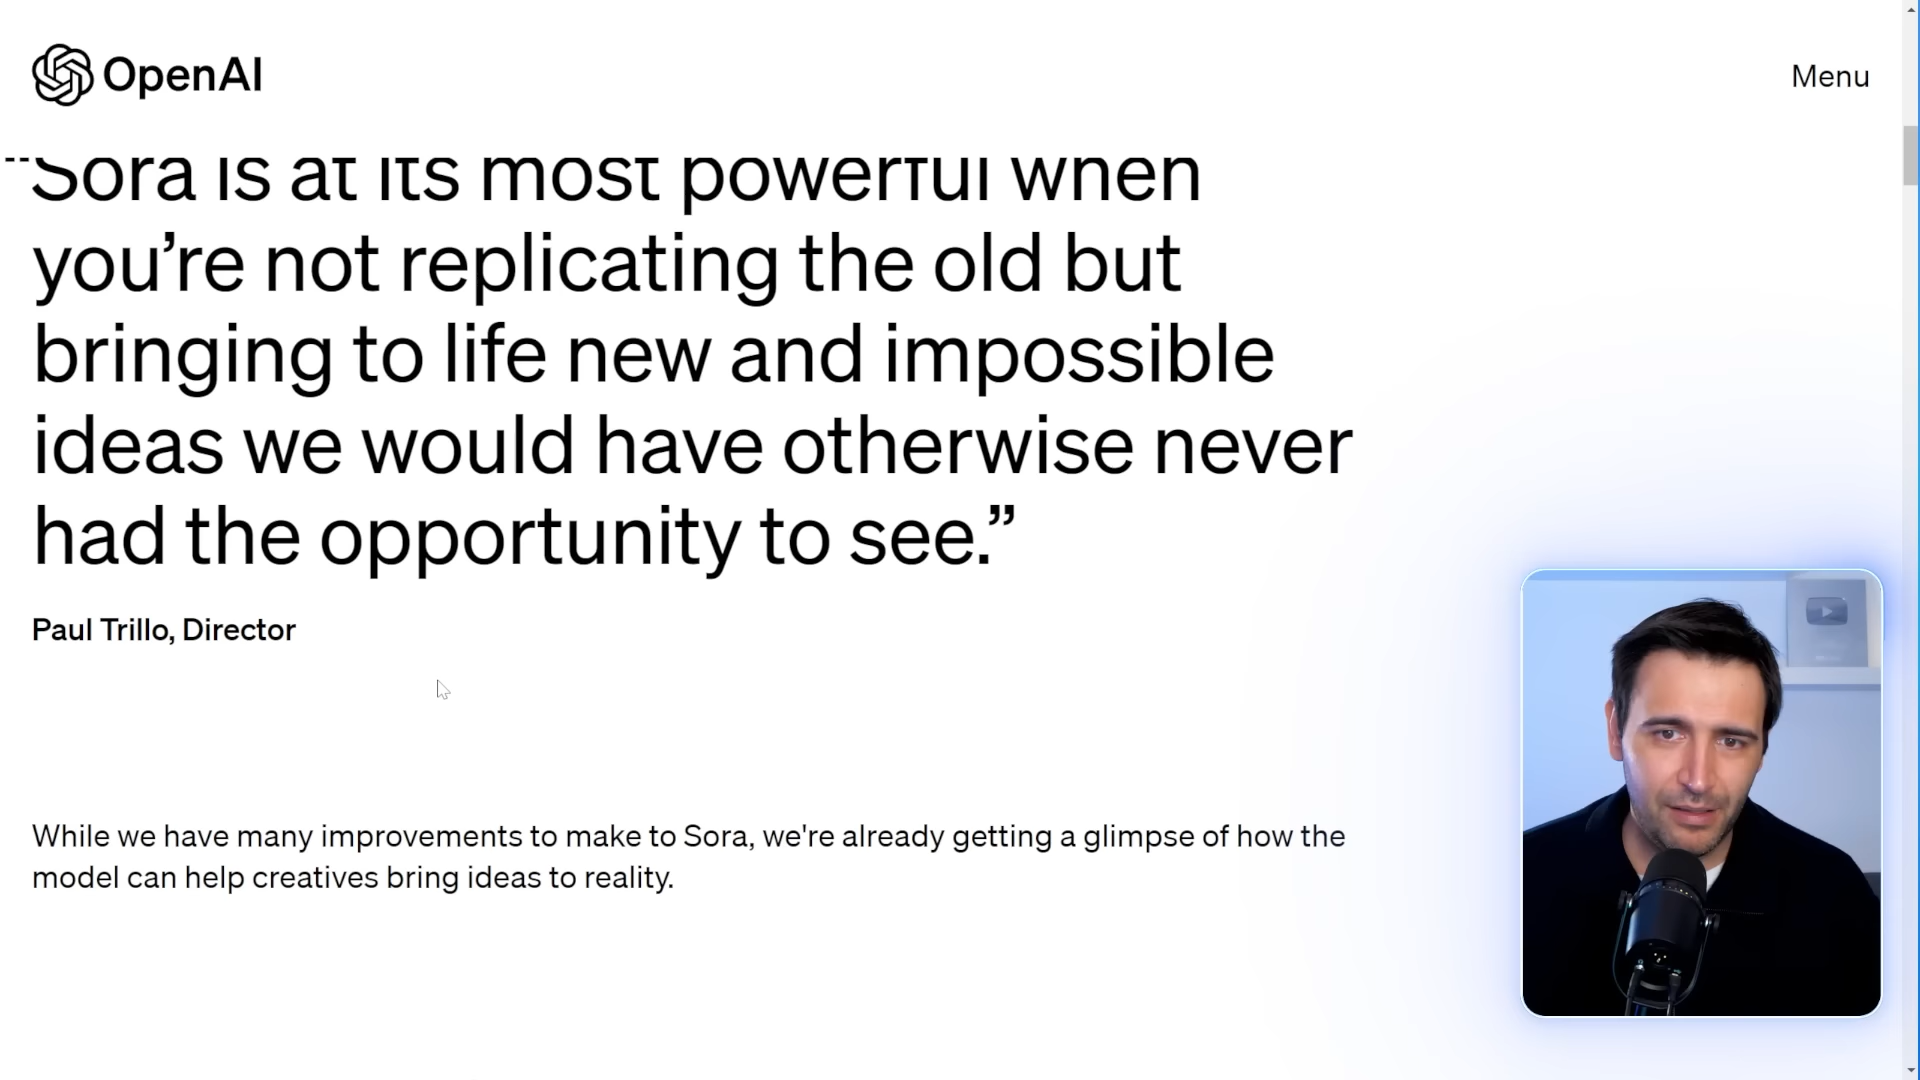 OpenAI
Menu
“Sora is at its most powerful when
you’re not replicating the old but
bringing to life new and impossible
ideas we would have otherwise never
had the opportunity to see.”
Paul Trillo, Director
While we have many improvements to make to Sora, we're already getting a glimpse of how the
model can help creatives bring ideas to reality.